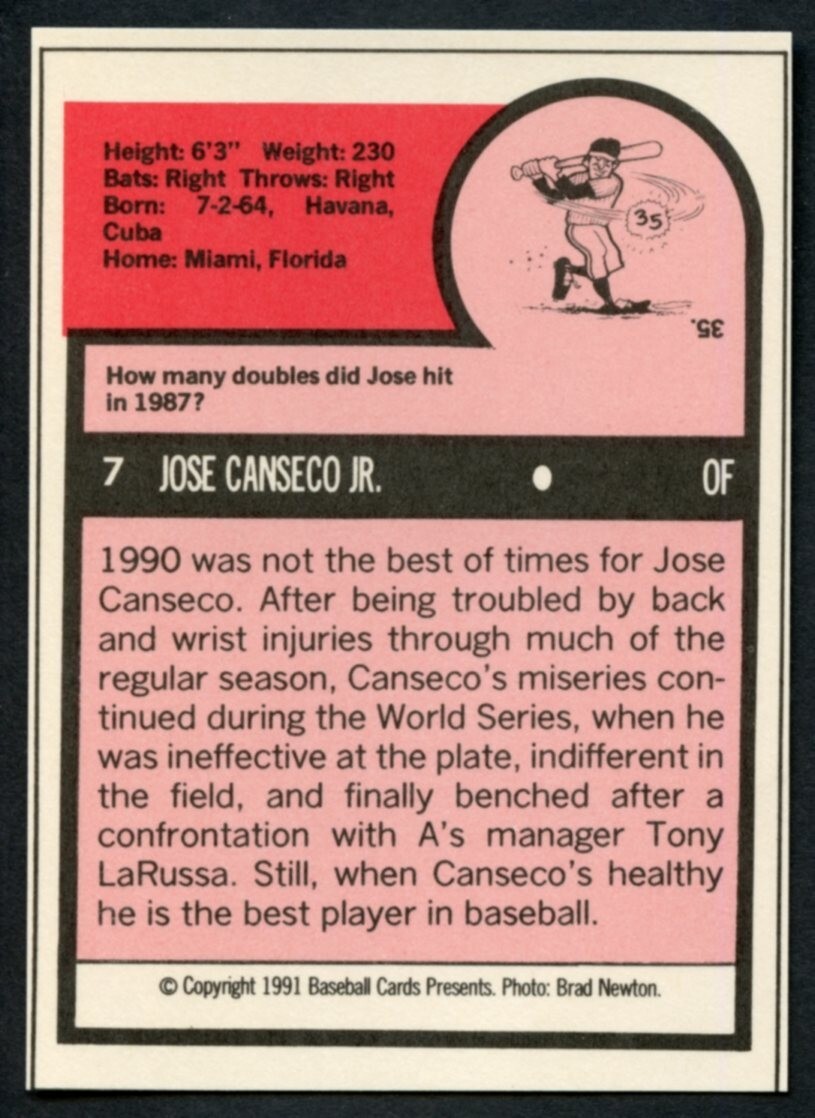 Height: 6'3" Weight: 230
Bats: Right Throws: Right
Born: 7-2-64, Havana,
Cuba
Home: Miami, Florida
35
35.
How many doubles did Jose hit
in 1987?
7 JOSE CANSECO JR. ● OF
1990 was not the best of times for Jose
Canseco. After being troubled by back
and wrist injuries through much of the
regular season, Canseco's miseries con-
tinued during the World Series, when he
was ineffective at the plate, indifferent in
the field, and finally benched after a
confrontation with A's manager Tony
LaRussa. Still, when Canseco's healthy
he is the best player in baseball.
© Copyright 1991 Baseball Cards Presents. Photo: Brad Newton.